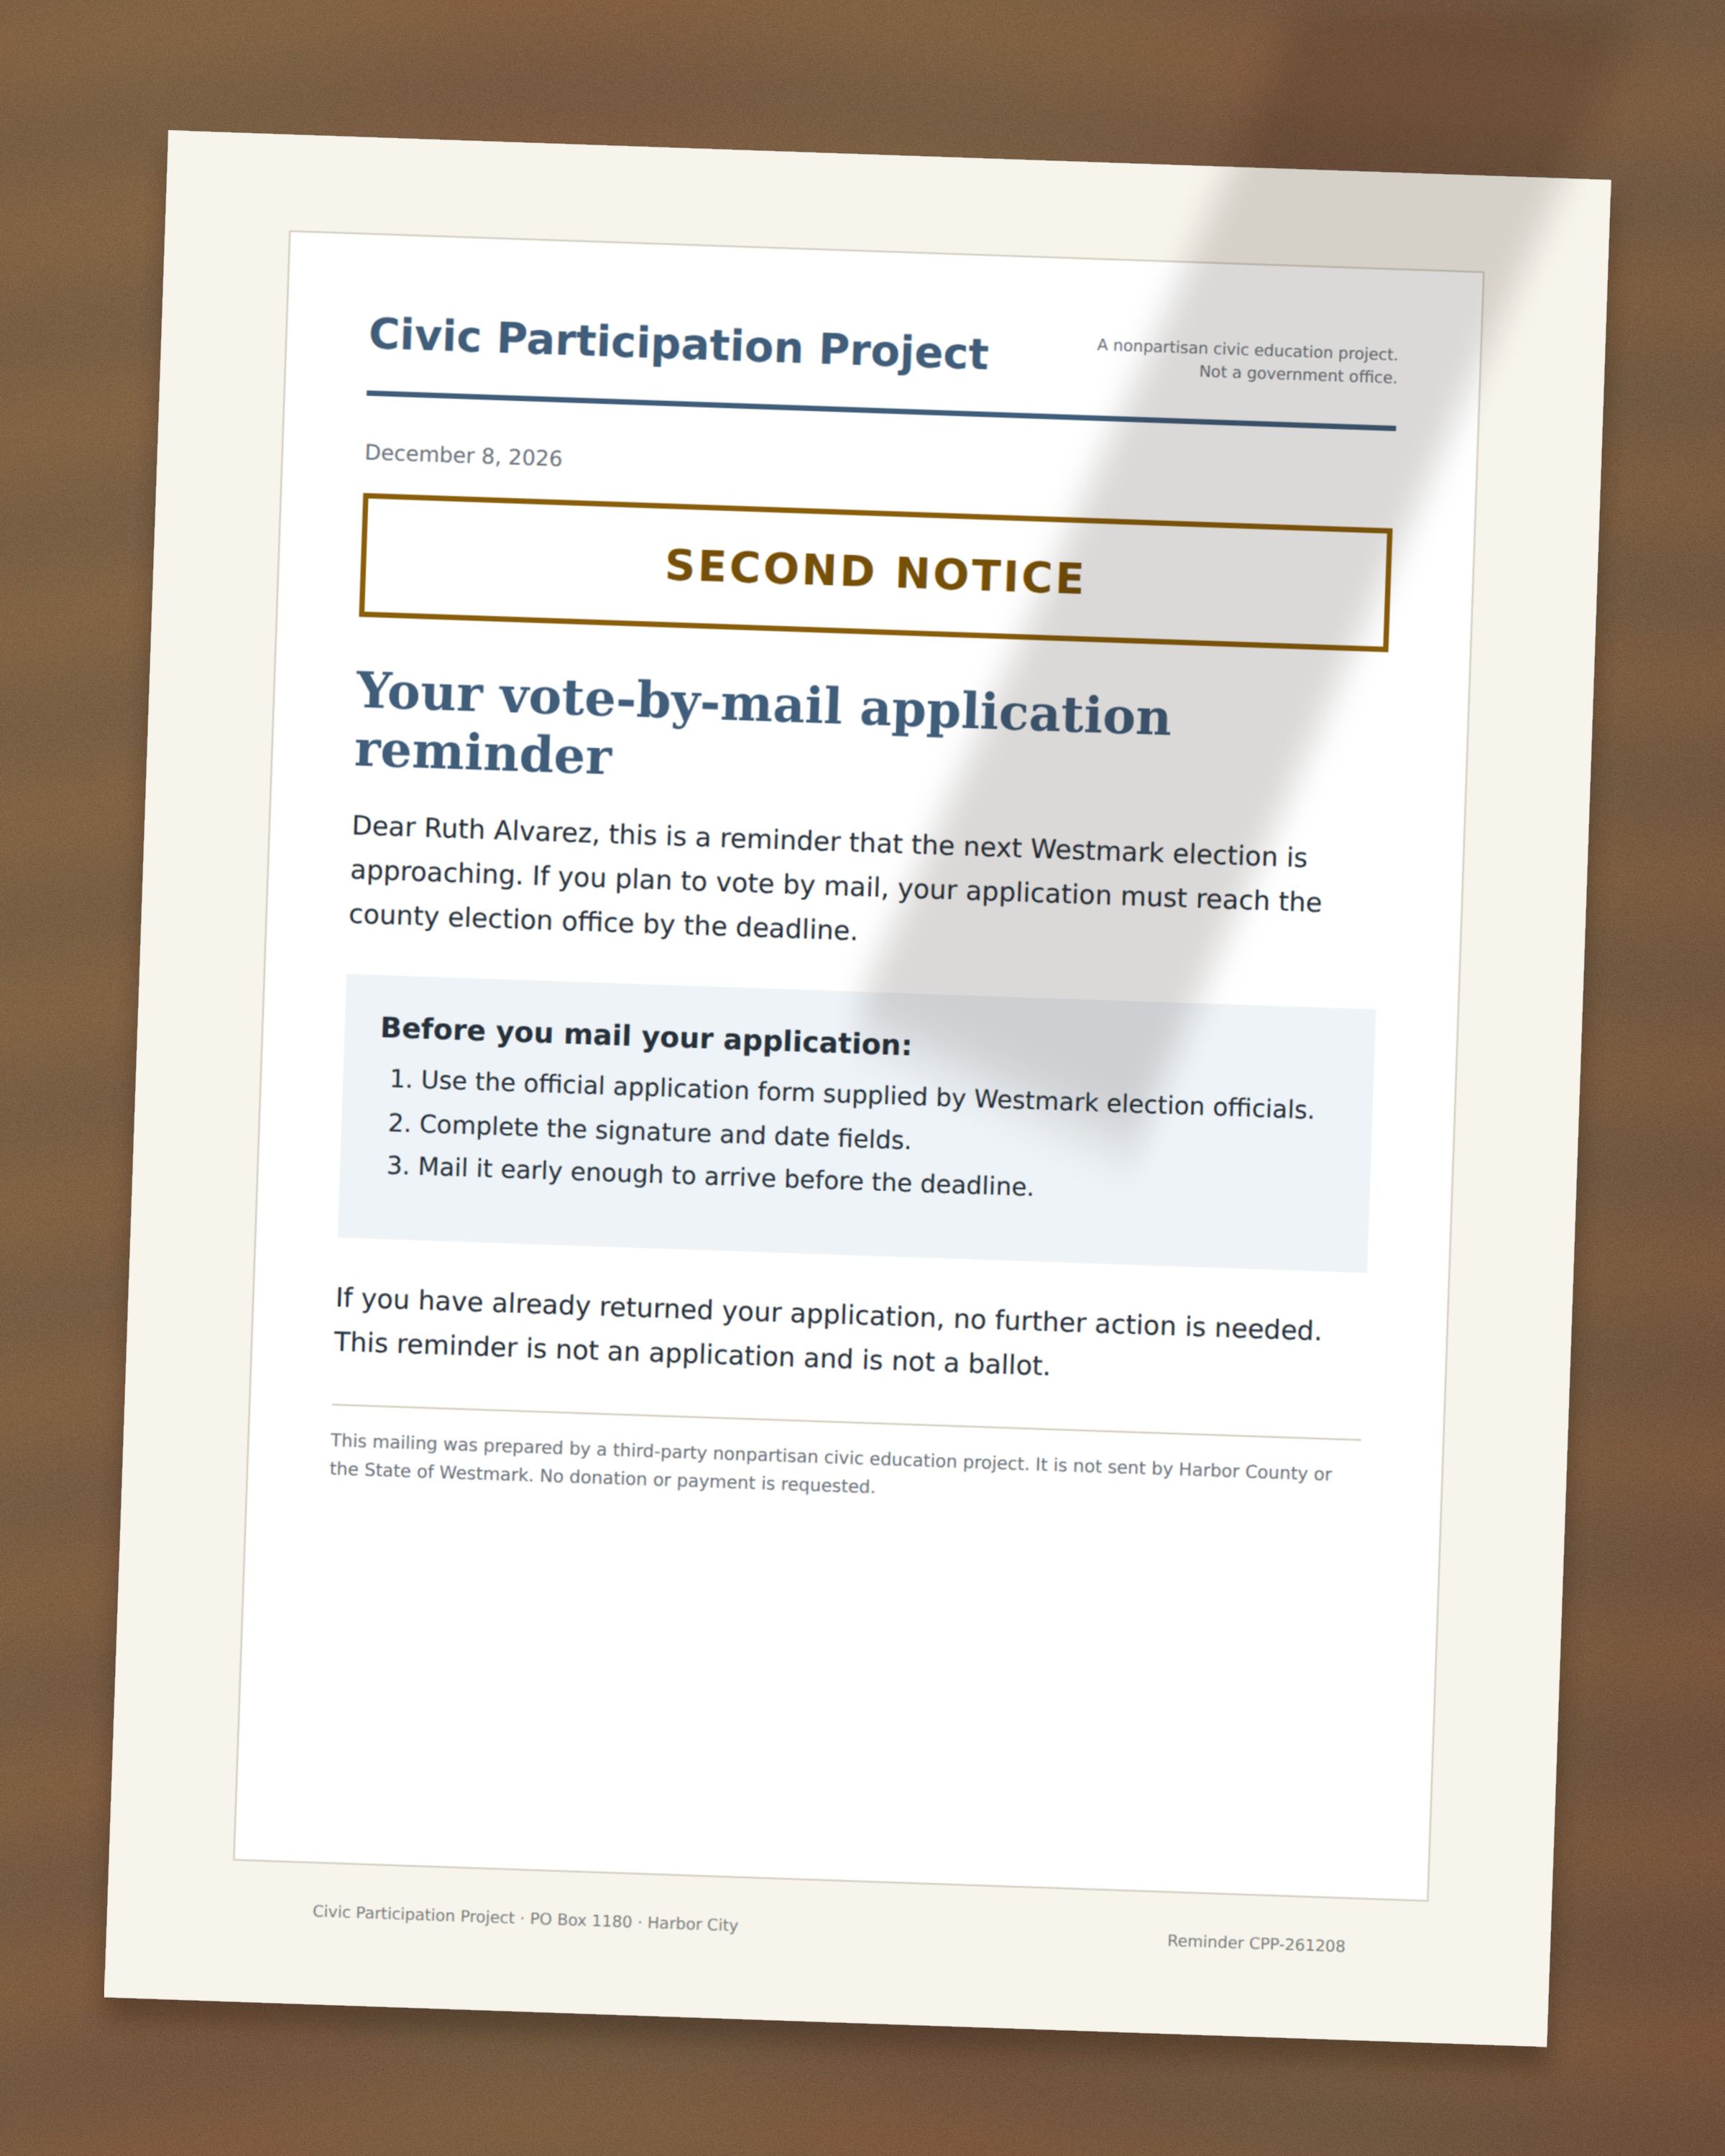 Civic Participation Project
A nonpartisan civic education project.
Not a government office.
December 8, 2026
SECOND NOTICE
Your vote-by-mail application
reminder
Dear Ruth Alvarez, this is a reminder that the next Westmark election is
approaching. If you plan to vote by mail, your application must reach the
county election office by the deadline.
Before you mail your application:
1. Use the official application form supplied by Westmark election officials.
2. Complete the signature and date fields.
3. Mail it early enough to arrive before the deadline.
If you have already returned your application, no further action is needed.
This reminder is not an application and is not a ballot.
This mailing was prepared by a third-party nonpartisan civic education project. It is not sent by Harbor County or
the State of Westmark. No donation or payment is requested.
Civic Participation Project · PO Box 1180 · Harbor City
Reminder CPP-261208